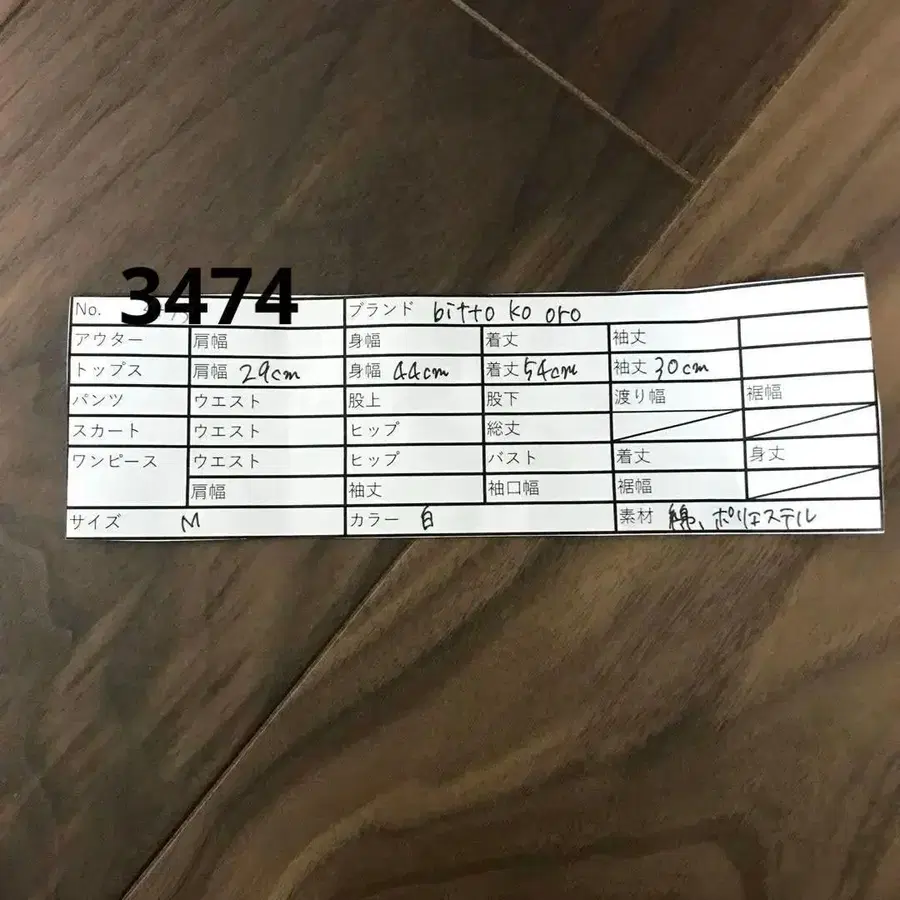 No. 3474 ブランド bitto ko oro
アウター 肩幅 身幅 着丈 袖丈
トップス 肩幅 29cm 身幅 44cm 着丈 54cm 袖丈 30cm
パンツ ウエスト 股上 股下 渡り幅 裾幅
スカート ウエスト ヒップ 総丈
ワンピース ウエスト ヒップ バスト 着丈 身丈
肩幅 袖丈 袖口幅 裾幅
サイズ M カラー 白 素材 綿、ポリエステル